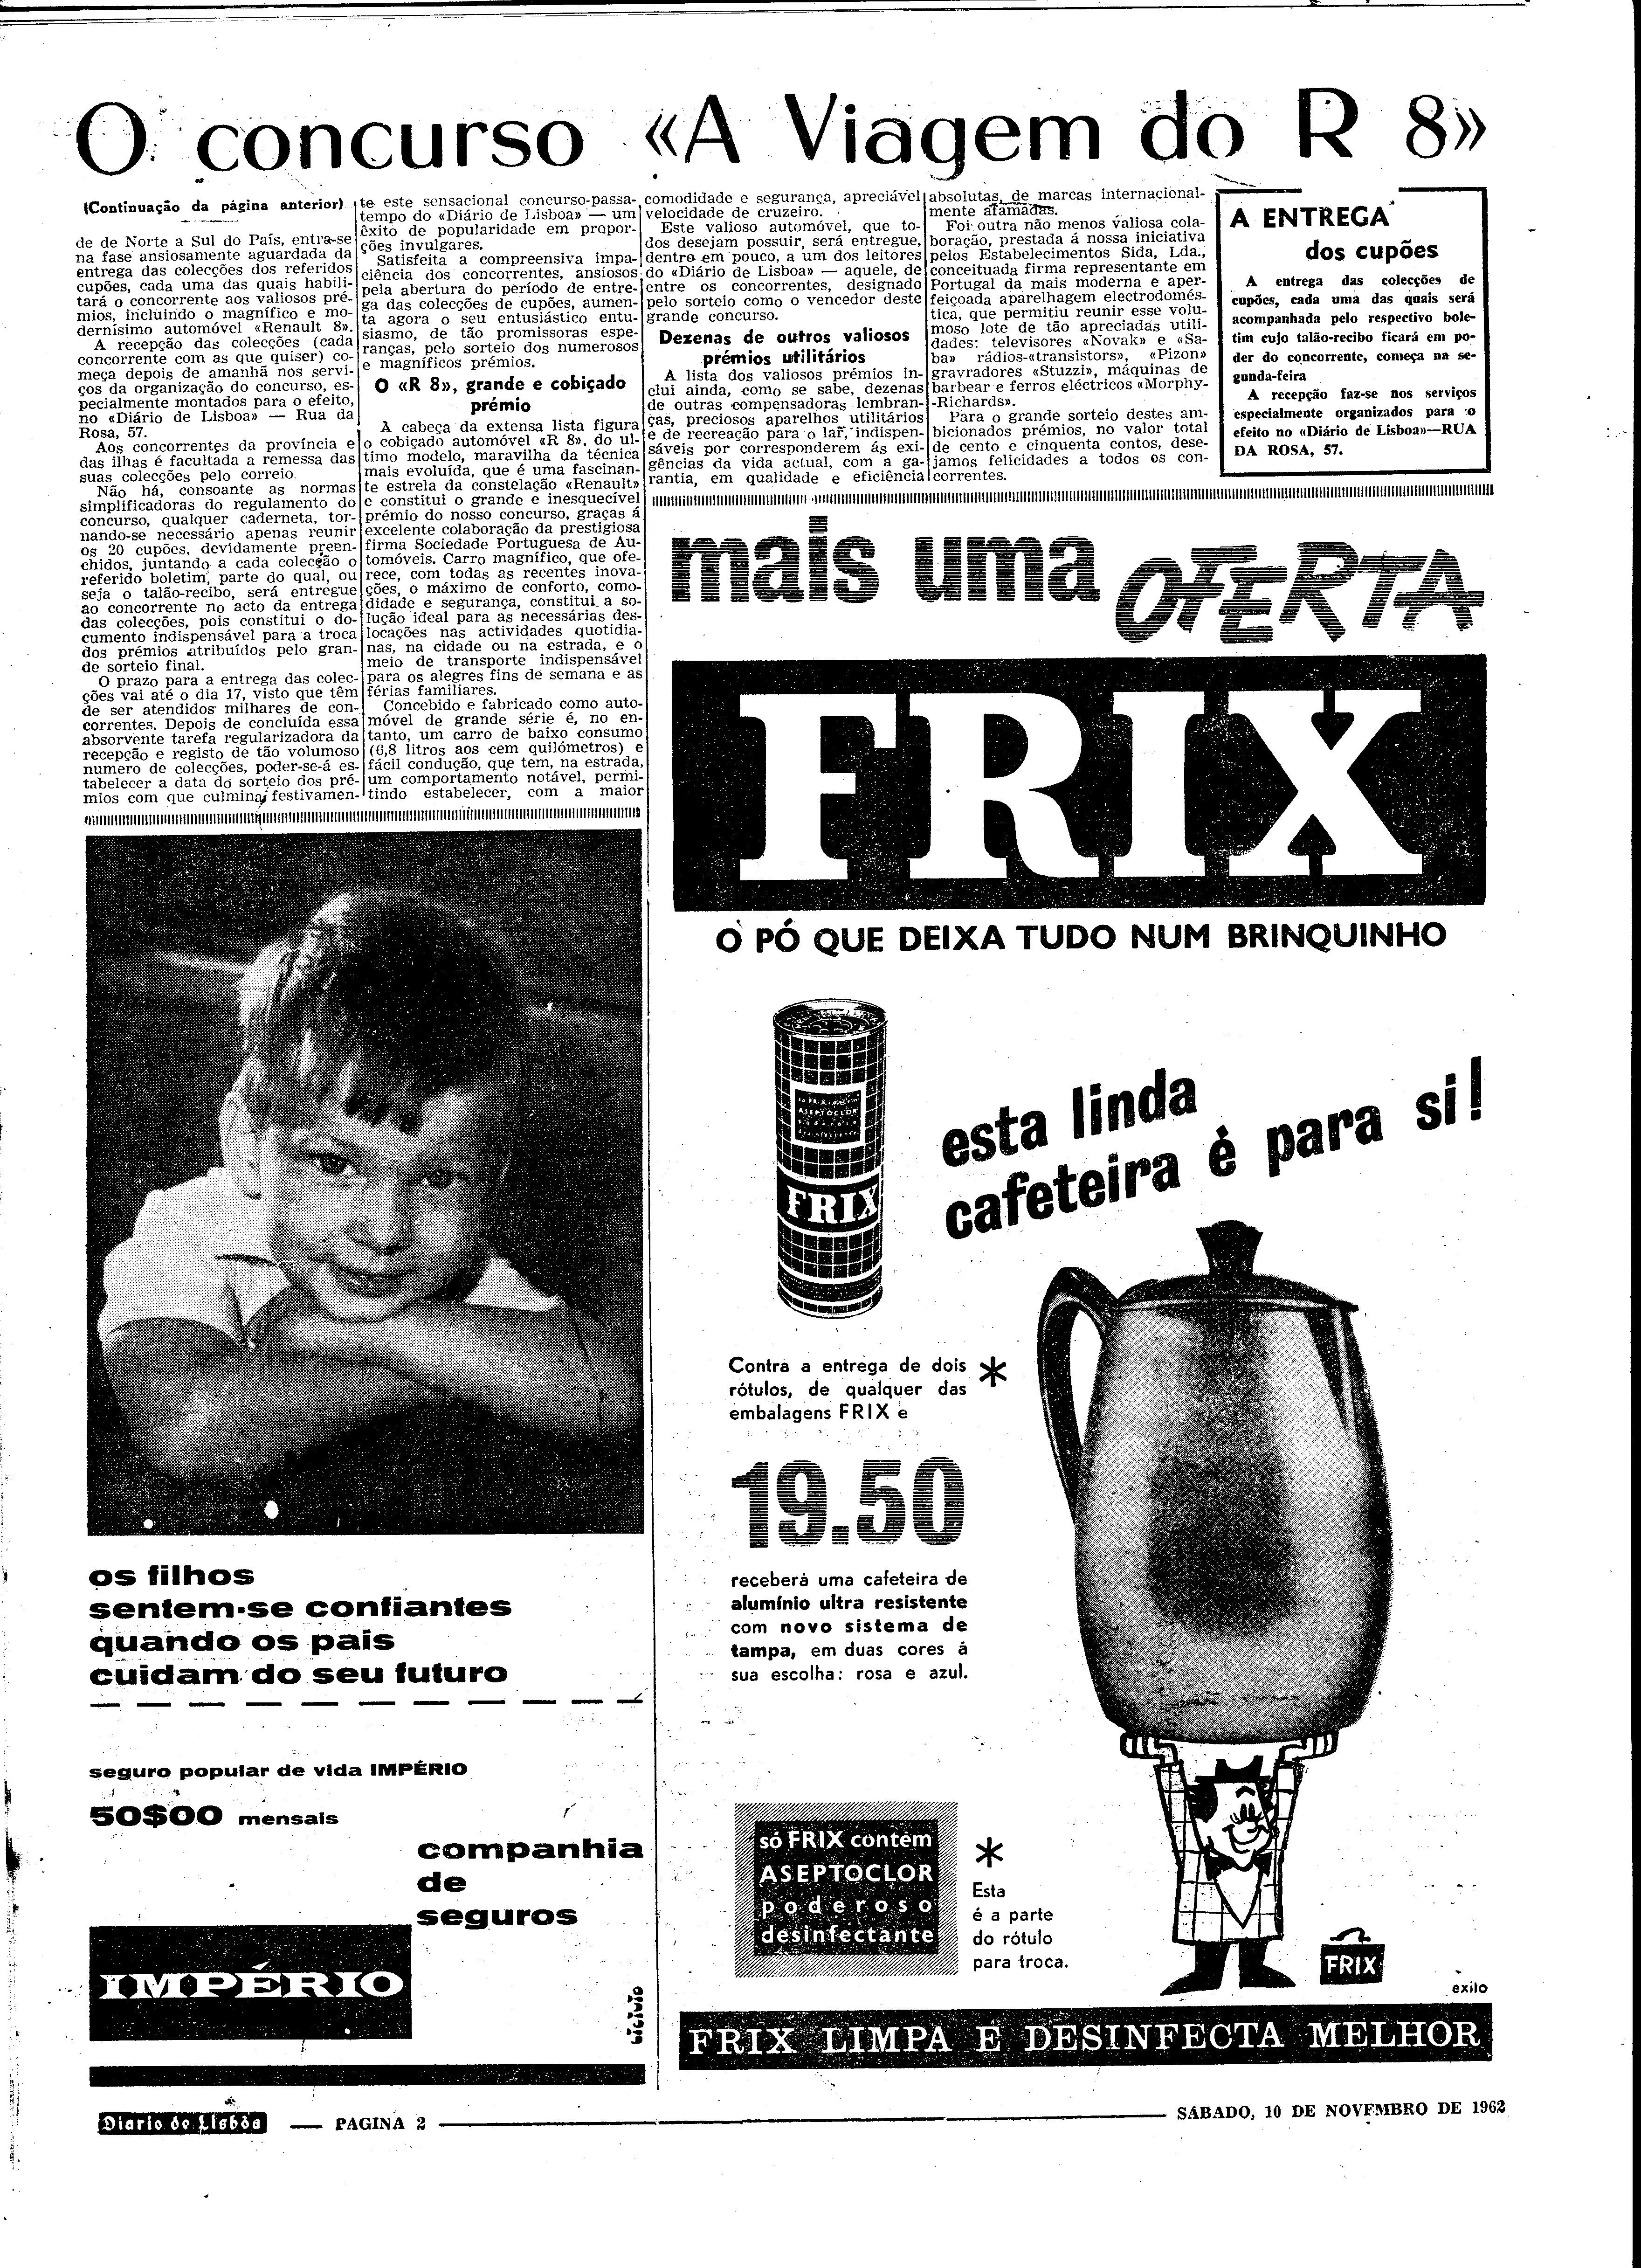 O concurso «A Viagem do R 8»
(Continuação da página anterior)
de de Norte a Sul do País, entra-se
na fase ansiosamente aguardada da
entrega das colecções dos referidos
cupões, cada uma das quais habili-
tará o concorrente aos valiosos pré-
mios, incluindo o magnífico e mo-
dernísimo automóvel «Renault 8».
A recepção das colecções (cada
concorrente com as que quiser) co-
meça depois de amanhã nos servi-
ços da organização do concurso, es-
pecialmente montados para o efeito,
no «Diário de Lisboa» — Rua da
Rosa, 57.
Aos concorrentes da província e
das ilhas é facultada a remessa das
suas colecções pelo correio.
Não há, consoante as normas
simplificadoras do regulamento do
concurso, qualquer caderneta, tor-
nando-se necessário apenas reunir
os 20 cupões, devidamente preen-
chidos, juntando a cada colecção o
referido boletim, parte do qual, ou
seja o talão-recibo, será entregue
ao concorrente no acto da entrega
das colecções, pois constitui o do-
cumento indispensável para a troca
dos prémios atribuídos pelo gran-
de sorteio final.
O prazo para a entrega das colec-
ções vai até o dia 17, visto que têm
de ser atendidos milhares de con-
correntes. Depois de concluída essa
absorvente tarefa regularizadora da
recepção e registo de tão volumoso
numero de colecções, poder-se-á es-
tabelecer a data do sorteio dos pré-
mios com que culmina festivamen-
te este sensacional concurso-passa-
tempo do «Diário de Lisboa» — um
êxito de popularidade em propor-
ções invulgares.
Satisfeita a compreensiva impa-
ciência dos concorrentes, ansiosos
pela abertura do período de entre-
ga das colecções de cupões, aumen-
ta agora o seu entusiástico entu-
siasmo, de tão promissoras espe-
ranças, pelo sorteio dos numerosos
e magníficos prémios.
O «R 8», grande e cobiçado
prémio
À cabeça da extensa lista figura
o cobiçado automóvel «R 8», do ul-
timo modelo, maravilha da técnica
mais evoluída, que é uma fascinan-
te estrela da constelação «Renault»
e constitui o grande e inesquecível
prémio do nosso concurso, graças á
excelente colaboração da prestigiosa
firma Sociedade Portuguesa de Au-
tomóveis. Carro magnífico, que ofe-
rece, com todas as recentes inova-
ções, o máximo de conforto, como-
didade e segurança, constitui a so-
lução ideal para as necessárias des-
locações nas actividades quotidia-
nas, na cidade ou na estrada, e o
meio de transporte indispensável
para os alegres fins de semana e as
férias familiares.
Concebido e fabricado como auto-
móvel de grande série é, no en-
tanto, um carro de baixo consumo
(6,8 litros aos cem quilómetros) e
fácil condução, que tem, na estrada,
um comportamento notável, permi-
tindo estabelecer, com a maior
comodidade e segurança, apreciável
velocidade de cruzeiro.
Este valioso automóvel, que to-
dos desejam possuir, será entregue,
dentro em pouco, a um dos leitores
do «Diário de Lisboa» — aquele, de
entre os concorrentes, designado
pelo sorteio como o vencedor deste
grande concurso.
Dezenas de outros valiosos
prémios utilitários
A lista dos valiosos prémios in-
clui ainda, como se sabe, dezenas
de outras compensadoras lembran-
ças, preciosos aparelhos utilitários
e de recreação para o lar, indispen-
sáveis por corresponderem ás exi-
gências da vida actual, com a ga-
rantia, em qualidade e eficiência
absolutas, de marcas internacional-
mente afamadas.
Foi outra não menos valiosa cola-
boração, prestada á nossa iniciativa
pelos Estabelecimentos Sida, Lda.,
conceituada firma representante em
Portugal da mais moderna e aper-
feiçoada aparelhagem electrodomés-
tica, que permitiu reunir esse volu-
moso lote de tão apreciadas utili-
dades: televisores «Novak» e «Sa-
ba» rádios-«transistors», «Pizon»
gravradores «Stuzzi», máquinas de
barbear e ferros eléctricos «Morphy-
-Richards».
Para o grande sorteio destes am-
bicionados prémios, no valor total
de cento e cinquenta contos, dese-
jamos felicidades a todos os con-
correntes.
A ENTREGA
dos cupões
A entrega das colecções de
cupões, cada uma das quais será
acompanhada pelo respectivo bole-
tim cujo talão-recibo ficará em po-
der do concorrente, começa na se-
gunda-feira
A recepção faz-se nos serviços
especialmente organizados para o
efeito no «Diário de Lisboa»—RUA
DA ROSA, 57.
mais uma OFERTA
FRIX
O PÓ QUE DEIXA TUDO NUM BRINQUINHO
ASEPTOCLOR
FRIX
esta linda
cafeteira é para si!
Contra a entrega de dois *
rótulos, de qualquer das
embalagens FRIX e
19.50
receberá uma cafeteira de
alumínio ultra resistente
com novo sistema de
tampa, em duas cores á
sua escolha: rosa e azul.
só FRIX contém
ASEPTOCLOR
poderoso
desinfectante
*
Esta
é a parte
do rótulo
para troca.
FRIX
exito
FRIX LIMPA E DESINFECTA MELHOR
os filhos
sentem-se confiantes
quando os pais
cuidam do seu futuro
seguro popular de vida IMPÉRIO
50$00 mensais
companhia
de
seguros
IMPÉRIO
Diario de Lisbôa — PAGINA 2
SÁBADO, 10 DE NOVEMBRO DE 1962